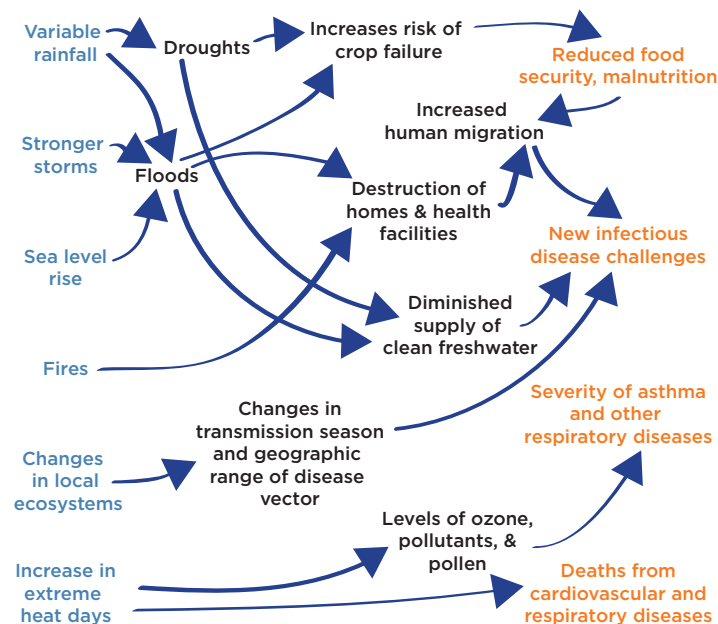 Variable
rainfall
Droughts
Increases risk of
crop failure
Reduced food
security, malnutrition
Increased
human migration
Stronger
storms
Floods
Destruction of
homes & health
facilities
New infectious
disease challenges
Sea level
rise
Diminished
supply of
clean freshwater
Fires
Severity of asthma
and other
respiratory diseases
Changes in
transmission season
and geographic
range of disease
vector
Changes
in local
ecosystems
Levels of ozone,
pollutants, &
pollen
Increase in
extreme
heat days
Deaths from
cardiovascular and
respiratory diseases